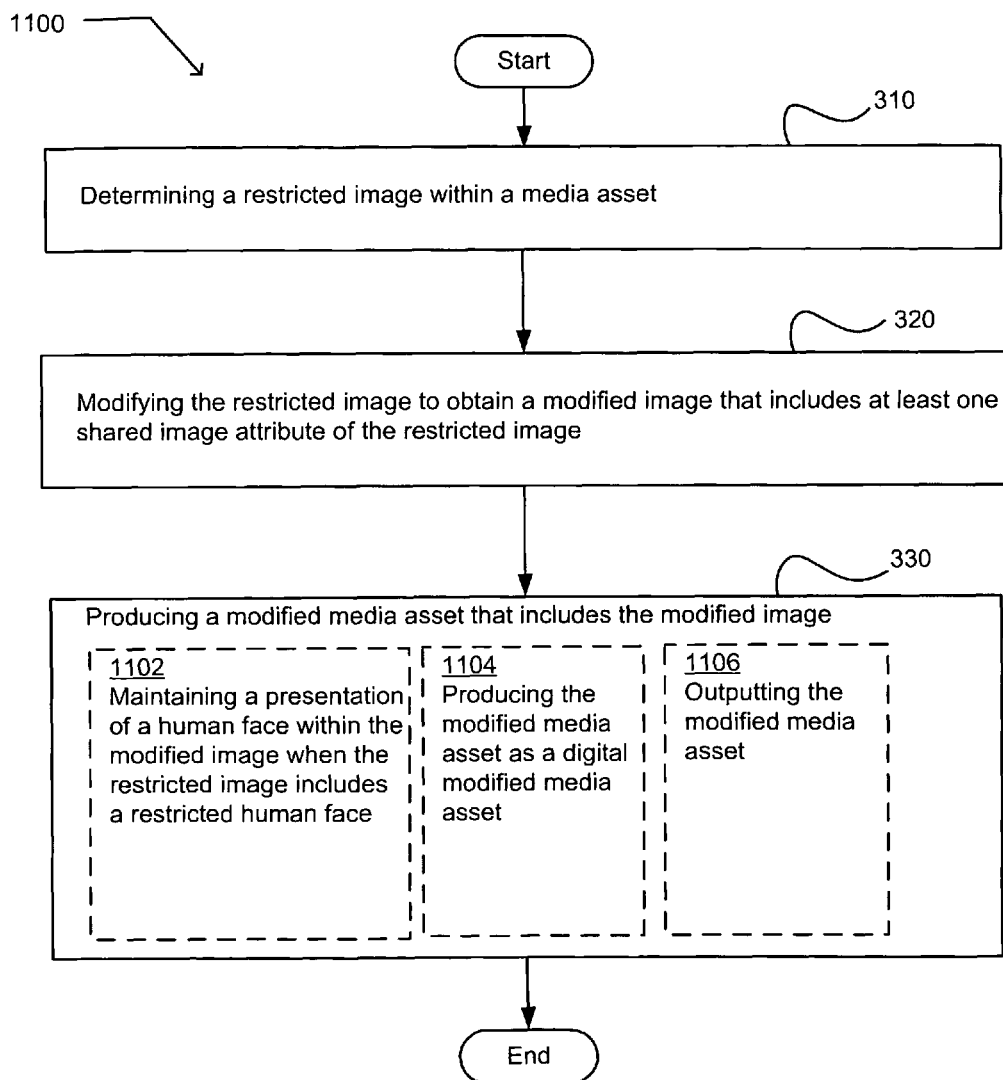 1100
Start
310
Determining a restricted image within a media asset
320
Modifying the restricted image to obtain a modified image that includes at least one
shared image attribute of the restricted image
330
Producing a modified media asset that includes the modified image
1102
Maintaining a presentation
of a human face within the
modified image when the
restricted image includes
a restricted human face
1104
Producing the
modified media
asset as a digital
modified media
asset
1106
Outputting the
modified media
asset
End